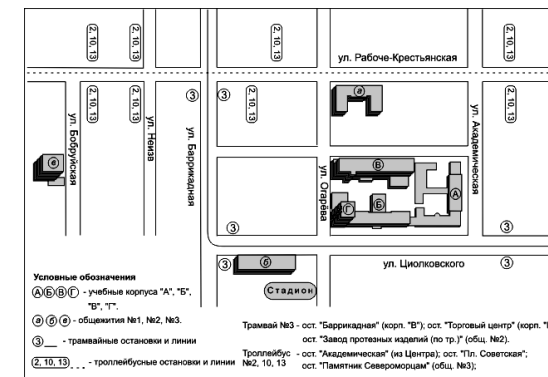 2, 10, 13
2, 10, 13
2, 10, 13
2, 10, 13
ул. Рабоче-Крестьянская
2, 10, 13
2, 10, 13
3
3
2, 10, 13
а
2, 10, 13
ул. Бобруйская
ул. Неиза
ул. Баррикадная
ул. Академическая
е
В
ул. Огарёва
А
Г
Б
3
3
3
б
ул. Циолковского
3
Стадион
Условные обозначения
А Б В Г - учебные корпуса "А", "Б",
"В", "Г".
а б в - общежития №1, №2, №3.
3 - трамвайные остановки и линии
2, 10, 13 - троллейбусные остановки и линии
Трамвай №3 - ост. "Баррикадная" (корп. "В"); ост. "Торговый центр" (корп. "
ост. "Завод протезных изделий (по тр.)" (общ. №2).
Троллейбус - ост. "Академическая" (из Центра); ост. "Пл. Советская";
№2, 10, 13 ост. "Памятник Североморцам" (общ. №3);